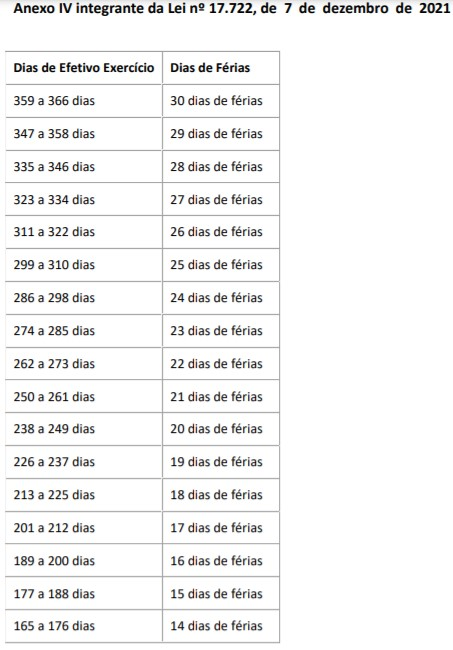 Anexo IV integrante da Lei nº 17.722, de 7 de dezembro de 2021
Dias de Efetivo Exercício Dias de Férias
359 a 366 dias 30 dias de férias
347 a 358 dias 29 dias de férias
335 a 346 dias 28 dias de férias
323 a 334 dias 27 dias de férias
311 a 322 dias 26 dias de férias
299 a 310 dias 25 dias de férias
286 a 298 dias 24 dias de férias
274 a 285 dias 23 dias de férias
262 a 273 dias 22 dias de férias
250 a 261 dias 21 dias de férias
238 a 249 dias 20 dias de férias
226 a 237 dias 19 dias de férias
213 a 225 dias 18 dias de férias
201 a 212 dias 17 dias de férias
189 a 200 dias 16 dias de férias
177 a 188 dias 15 dias de férias
165 a 176 dias 14 dias de férias